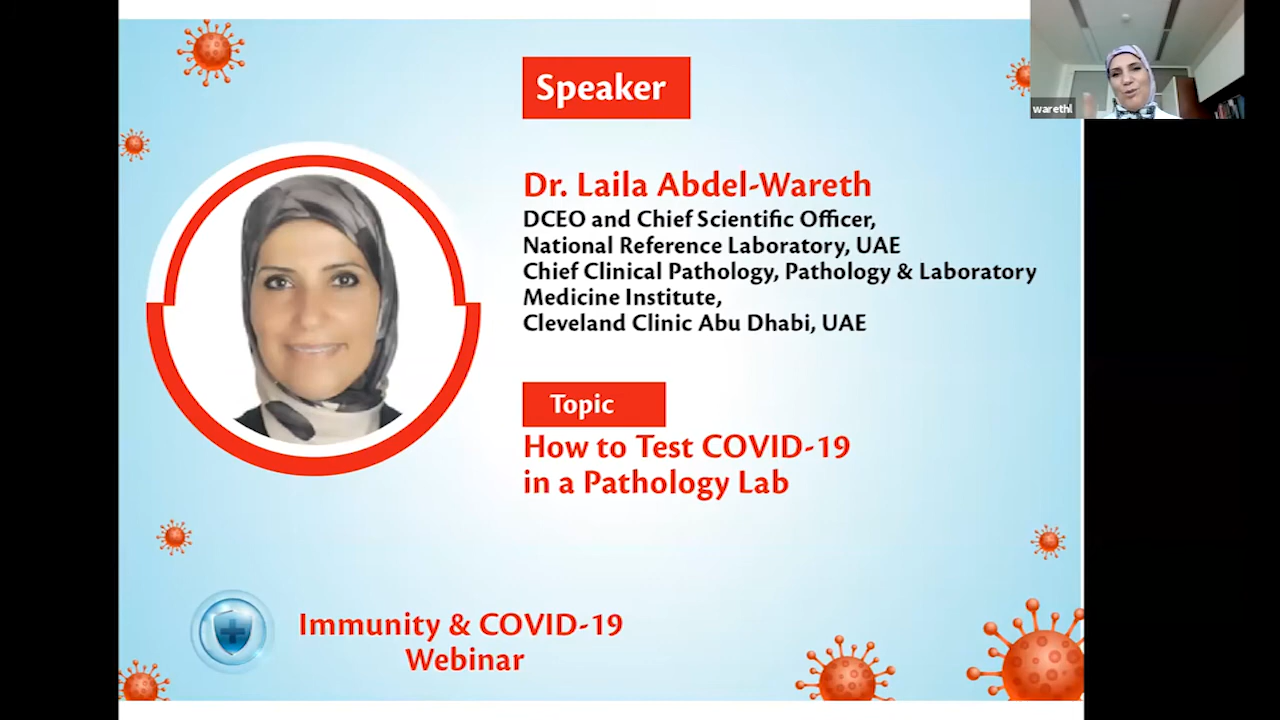 Speaker
warethl
Dr. Laila Abdel-Wareth
DCEO and Chief Scientific Officer,
National Reference Laboratory, UAE
Chief Clinical Pathology, Pathology & Laboratory
Medicine Institute,
Cleveland Clinic Abu Dhabi, UAE
Topic
How to Test COVID-19
in a Pathology Lab
Immunity & COVID-19
Webinar